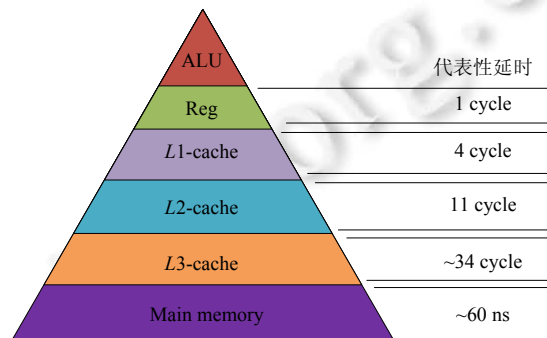 代表性延时
ALU
Reg
1 cycle
L1-cache
4 cycle
L2-cache
11 cycle
L3-cache
~34 cycle
Main memory
~60 ns
org.